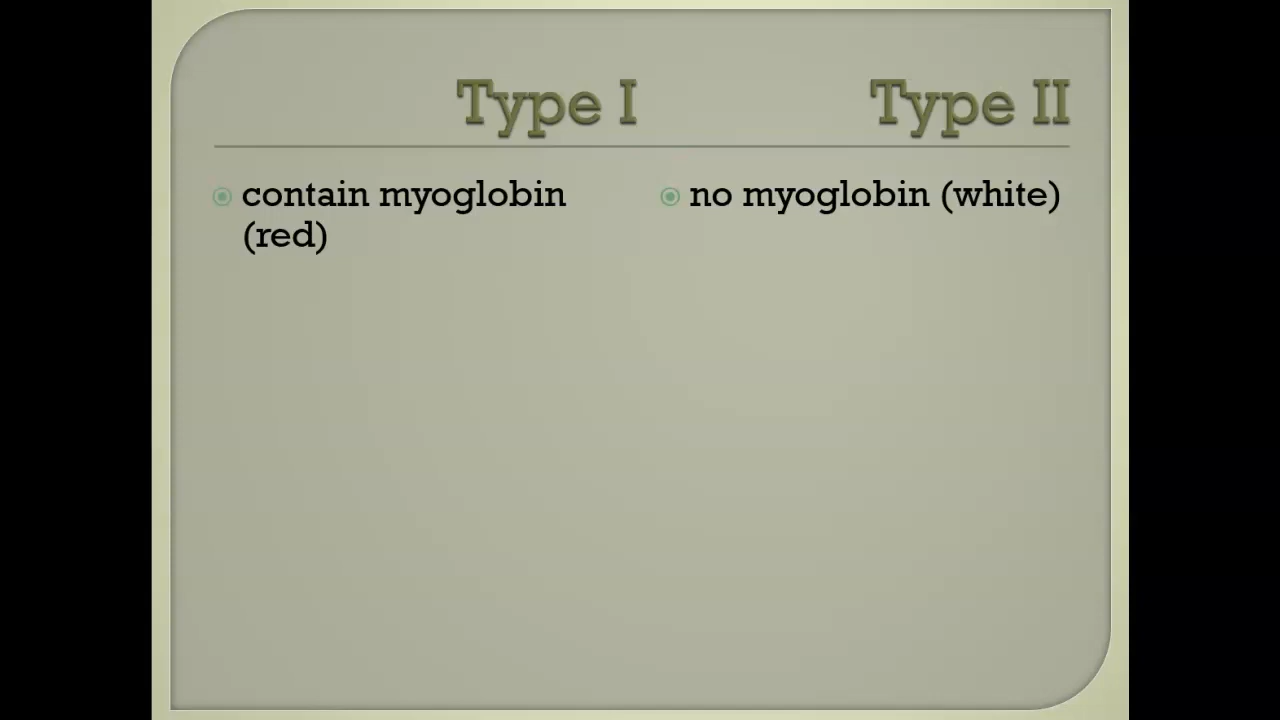 Type I
Type II
contain myoglobin
(red)
no myoglobin (white)